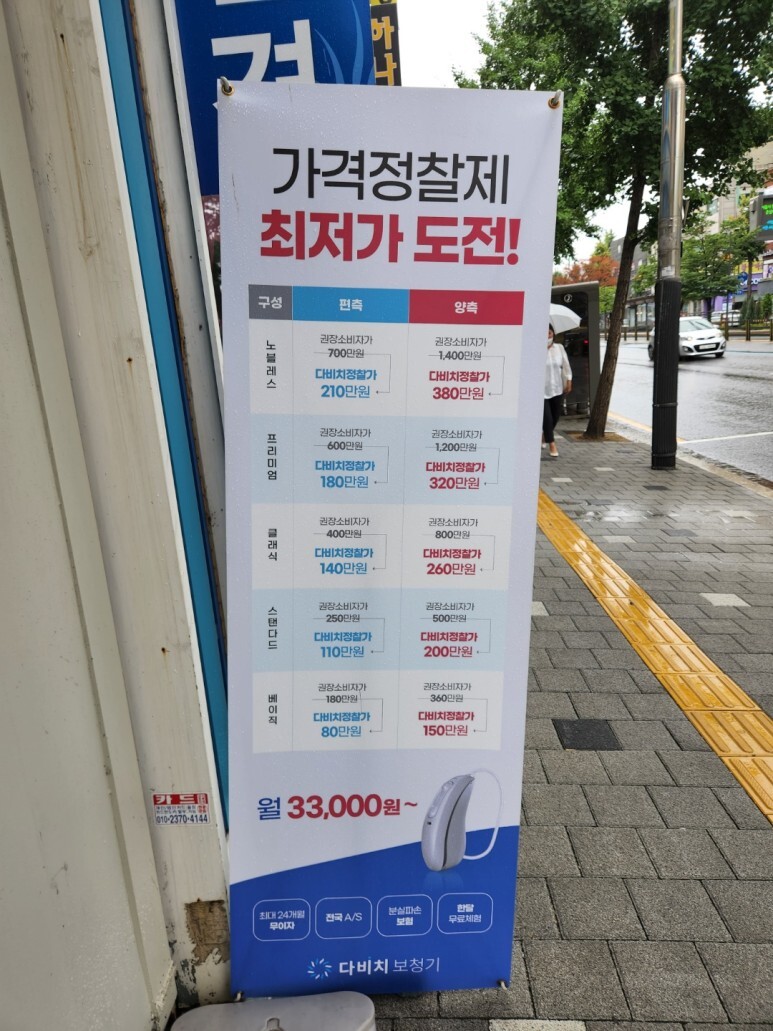 가격정찰제
최저가 도전!
구성 편측 양측
노블레스
권장소비자가 권장소비자가
700만원 1,400만원
다비치정찰가 다비치정찰가
210만원 380만원
프리미엄
권장소비자가 권장소비자가
600만원 1,200만원
다비치정찰가 다비치정찰가
180만원 320만원
클래식
권장소비자가 권장소비자가
400만원 800만원
다비치정찰가 다비치정찰가
140만원 260만원
스탠다드
권장소비자가 권장소비자가
250만원 500만원
다비치정찰가 다비치정찰가
110만원 200만원
베이직
권장소비자가 권장소비자가
180만원 360만원
다비치정찰가 다비치정찰가
80만원 150만원
월 33,000원~
최대 24개월 전국 A/S 분실파손 한달
무이자 보험 무료체험
다비치 보청기
카드
010-2370-4144
하나